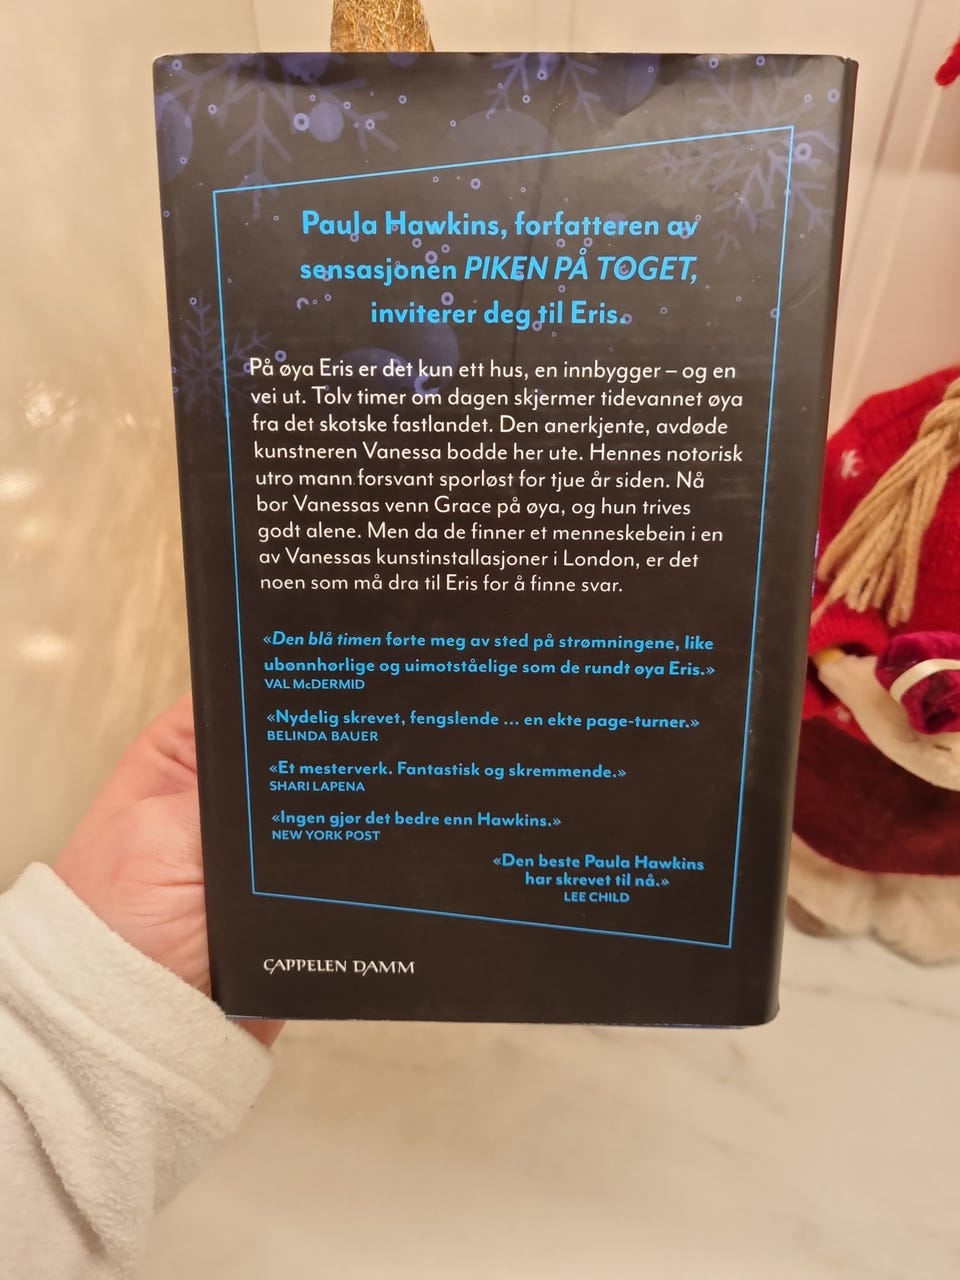 Paula Hawkins, forfatteren av
sensasjonen PIKEN PÅ TOGET,
inviterer deg til Eris.
På øya Eris er det kun ett hus, en innbygger – og en
vei ut. Tolv timer om dagen skjermer tidevannet øya
fra det skotske fastlandet. Den anerkjente, avdøde
kunstneren Vanessa bodde her ute. Hennes notorisk
utro mann forsvant sporløst for tjue år siden. Nå
bor Vanessas venn Grace på øya, og hun trives
godt alene. Men da de finner et menneskebein i en
av Vanessas kunstinstallasjoner i London, er det
noen som må dra til Eris for å finne svar.
«Den blå timen førte meg av sted på strømningene, like
ubønnhørlige og uimotståelige som de rundt øya Eris.»
VAL McDERMID
«Nydelig skrevet, fengslende ... en ekte page-turner.»
BELINDA BAUER
«Et mesterverk. Fantastisk og skremmende.»
SHARI LAPENA
«Ingen gjør det bedre enn Hawkins.»
NEW YORK POST
«Den beste Paula Hawkins
har skrevet til nå.»
LEE CHILD
CAPPELEN DAMM